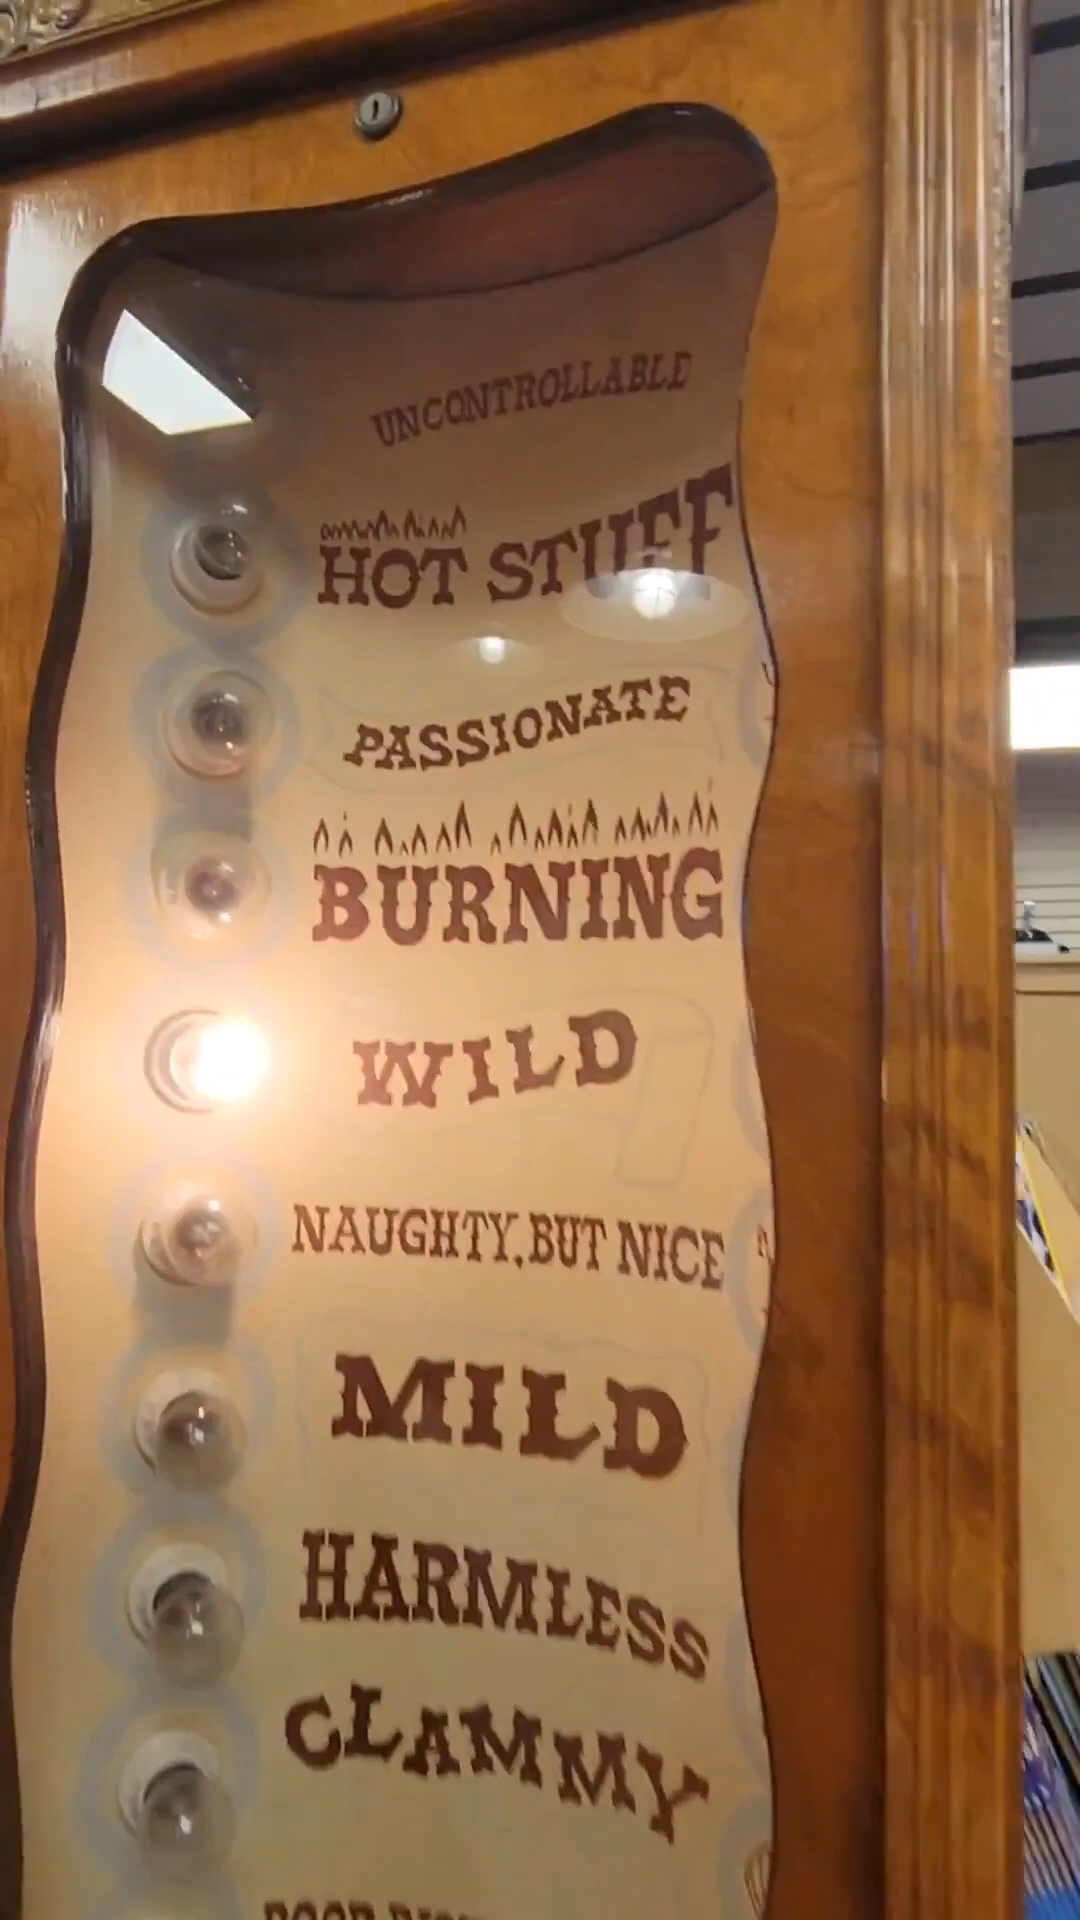 UNCONTROLLABLE
HOT STUFF
PASSIONATE
BURNING
WILD
NAUGHTY, BUT NICE
MILD
HARMLESS
CLAMMY